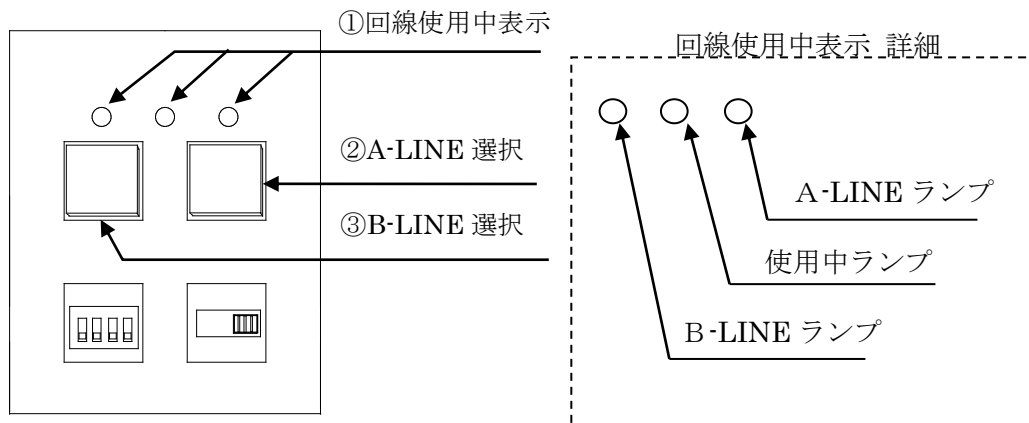 ①回線使用中表示
②A-LINE 選択
③B-LINE 選択
回線使用中表示 詳細
Ａ-LINE ランプ
使用中ランプ
Ｂ-LINE ランプ